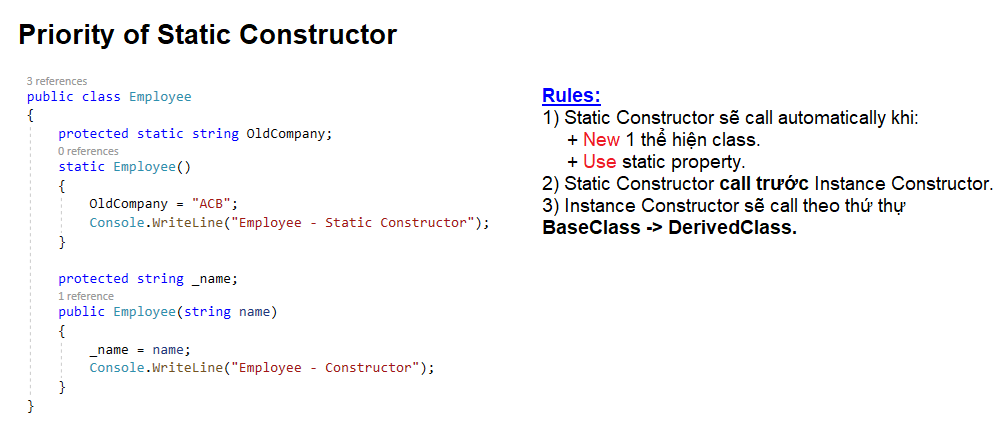 Priority of Static Constructor
3 references
public class Employee
{
protected static string OldCompany;
0 references
static Employee()
{
OldCompany = "ACB";
Console.WriteLine("Employee - Static Constructor");
}
protected string _name;
1 reference
public Employee(string name)
{
_name = name;
Console.WriteLine("Employee - Constructor");
}
}
Rules:
1) Static Constructor sẽ call automatically khi:
+ New 1 thể hiện class.
+ Use static property.
2) Static Constructor call trước Instance Constructor.
3) Instance Constructor sẽ call theo thứ thự
BaseClass -> DerivedClass.